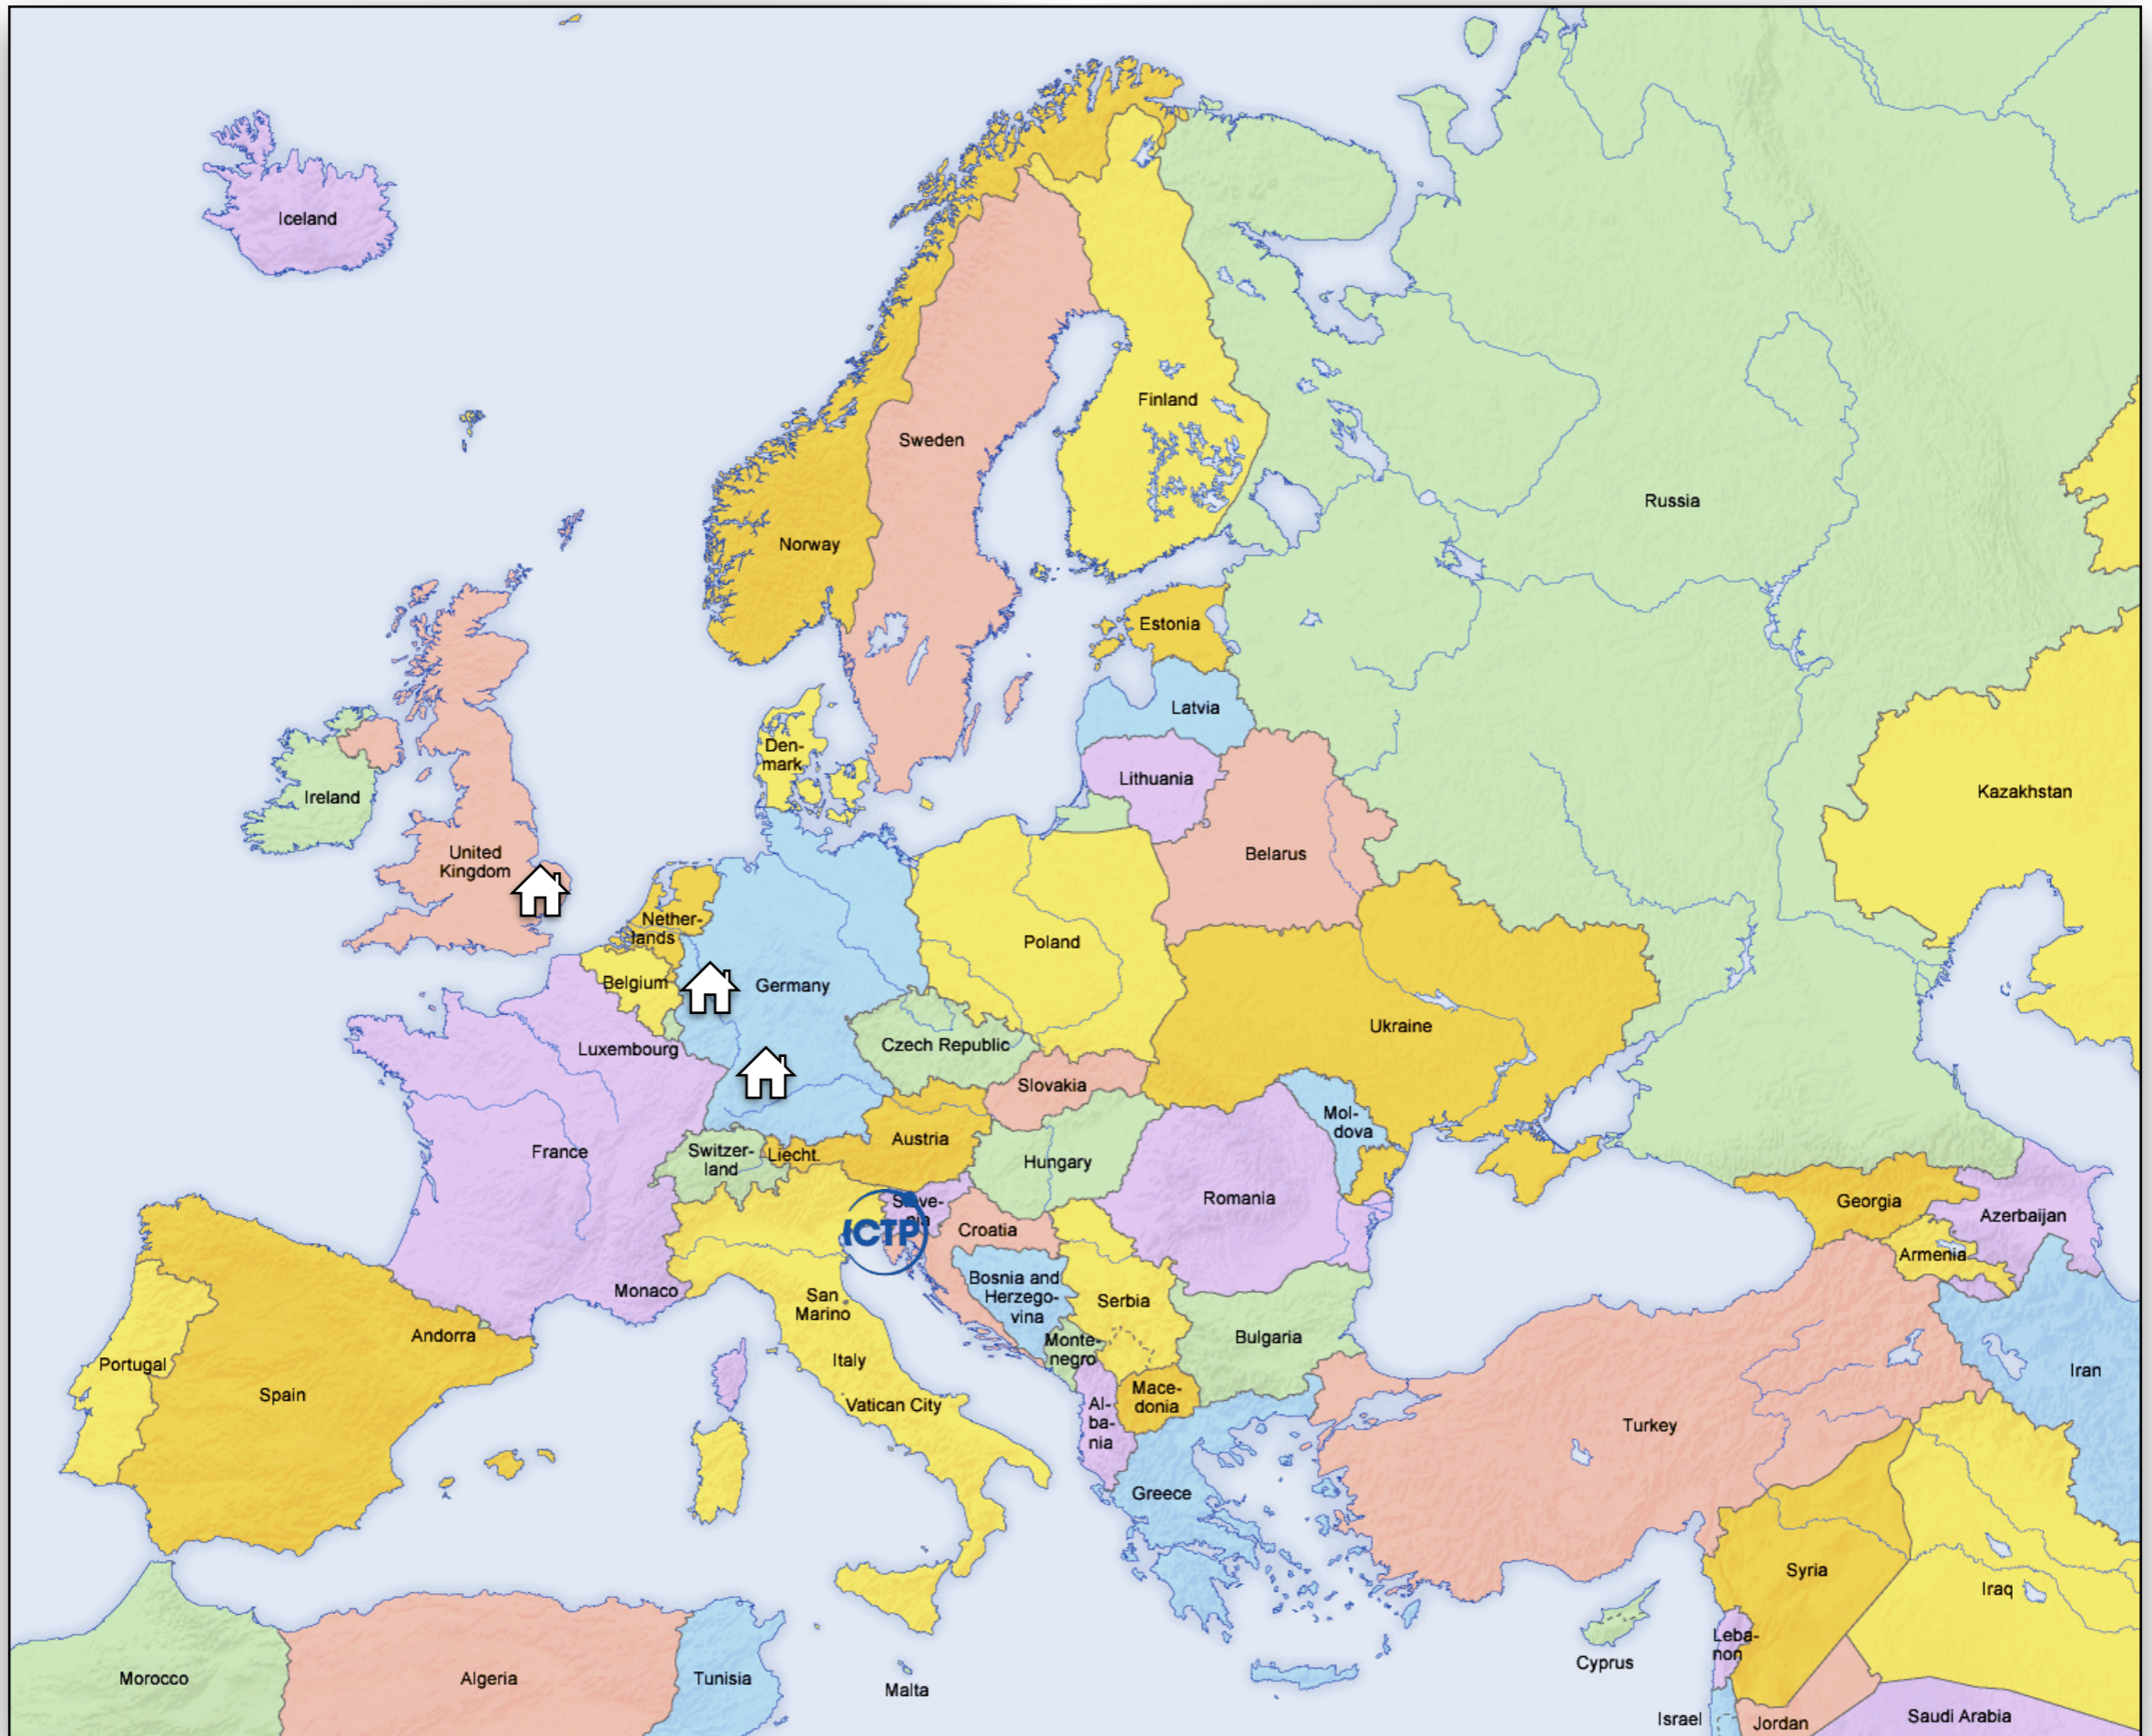 Iceland
Finland
Sweden
Russia
Norway
Estonia
Latvia
Den-
mark
Lithuania
Ireland
Kazakhstan
United
Kingdom
Belarus
Nether-
lands
Poland
Belgium
Germany
Ukraine
Czech Republic
Luxembourg
Slovakia
Mol-
dova
Austria
France
Switzer-
land
Liecht.
Hungary
Romania
Slove-
nia
Georgia
Azerbaijan
ICTP
Croatia
Armenia
Bosnia and
Herzego-
vina
Monaco
San
Marino
Serbia
Andorra
Monte-
negro
Bulgaria
Portugal
Italy
Iran
Spain
Mace-
donia
Vatican City
Al-
ba-
nia
Turkey
Greece
Syria
Iraq
Leba-
non
Cyprus
Morocco
Algeria
Tunisia
Malta
Israel
Jordan
Saudi Arabia